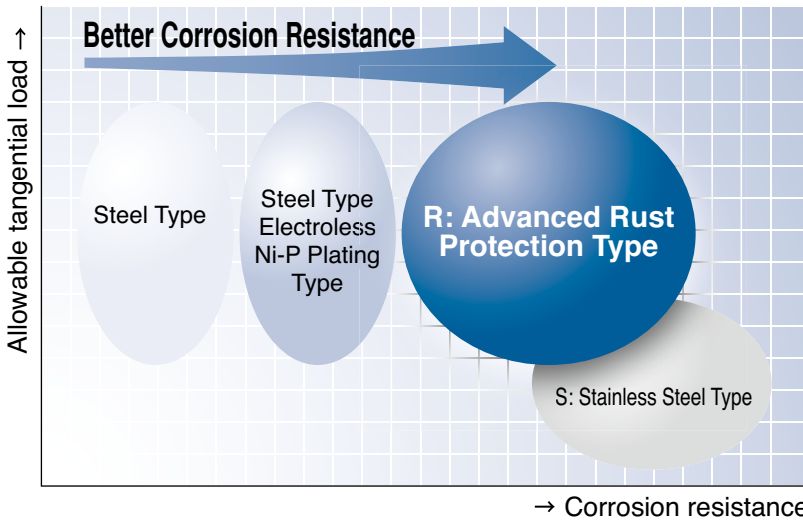 Better Corrosion Resistance
Allowable tangential load →
Steel Type
Steel Type
Electroless
Ni-P Plating
Type
R: Advanced Rust
Protection Type
S: Stainless Steel Type
→ Corrosion resistance